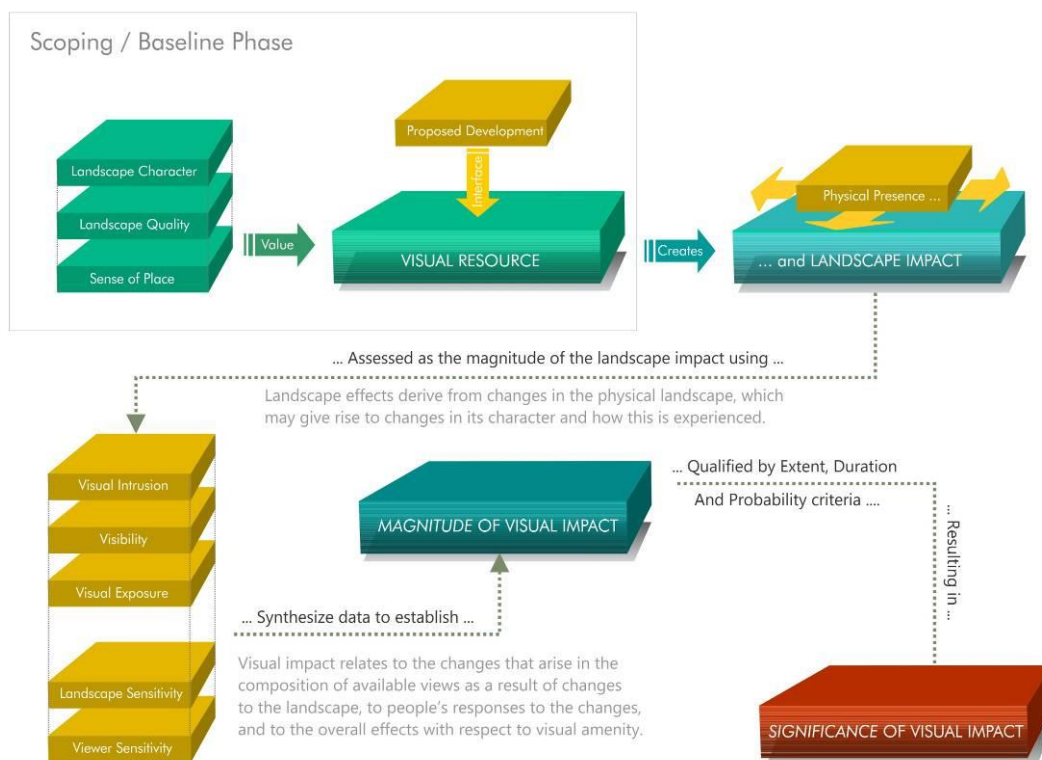 Scoping / Baseline Phase
Proposed Development
Landscape Character
Landscape Quality
Sense of Place
Value
Interface
VISUAL RESOURCE
Creates
Physical Presence ...
... and LANDSCAPE IMPACT
... Assessed as the magnitude of the landscape impact using ...
Landscape effects derive from changes in the physical landscape, which
may give rise to changes in its character and how this is experienced.
Visual Intrusion
Visibility
Visual Exposure
Landscape Sensitivity
Viewer Sensitivity
... Synthesize data to establish ...
Visual impact relates to the changes that arise in the
composition of available views as a result of changes
to the landscape, to people’s responses to the changes,
and to the overall effects with respect to visual amenity.
MAGNITUDE OF VISUAL IMPACT
... Qualified by Extent, Duration
And Probability criteria ....
... Resulting in ...
SIGNIFICANCE OF VISUAL IMPACT